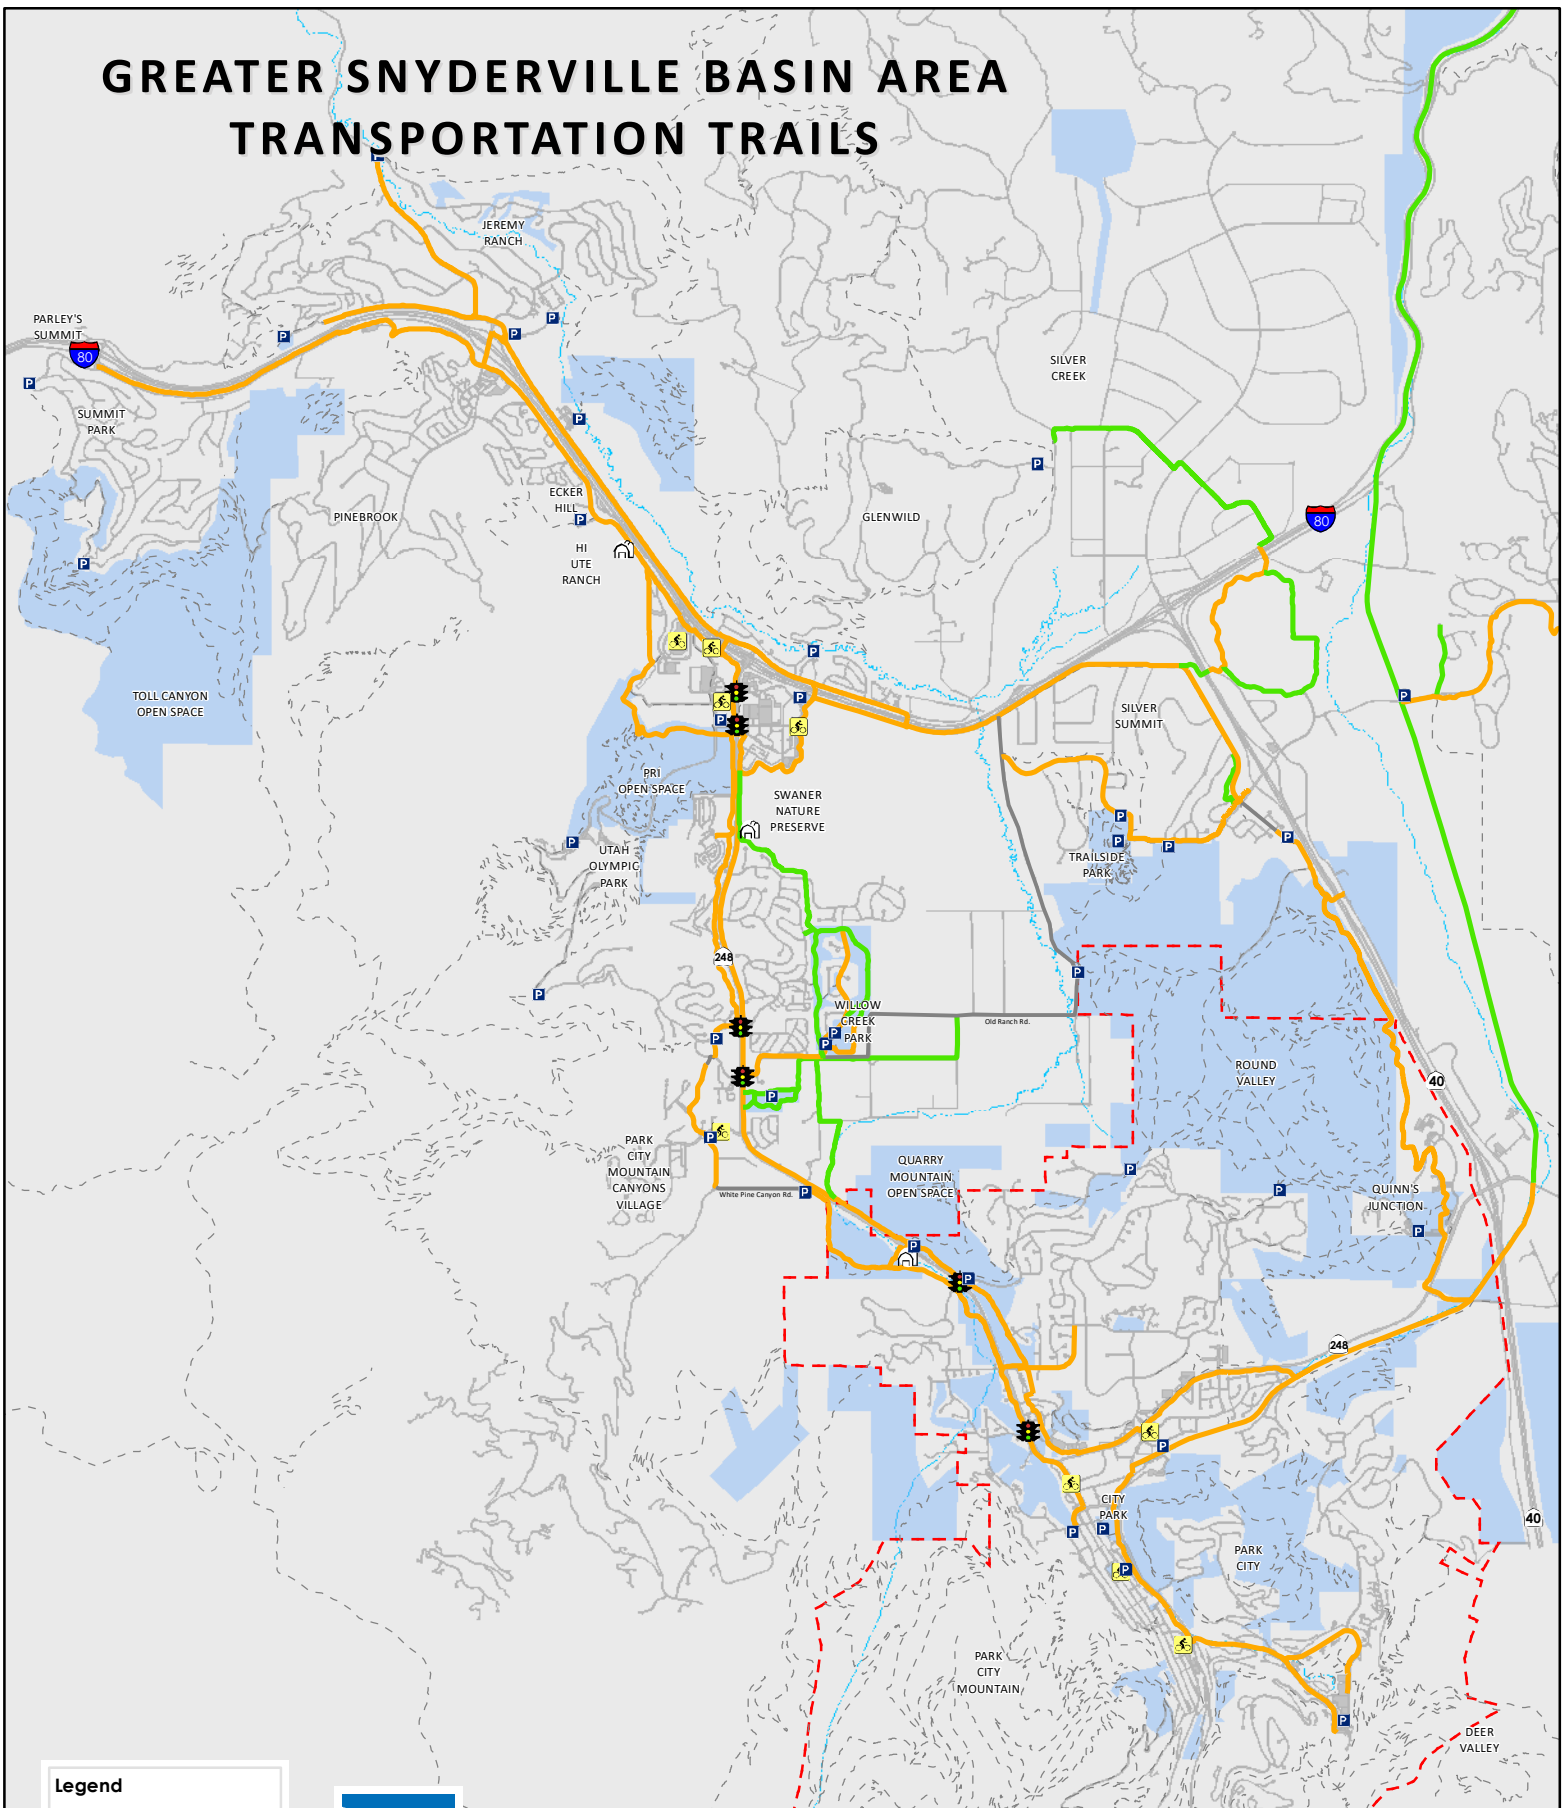 GREATER SNYDERVILLE BASIN AREA
TRANSPORTATION TRAILS
P
JEREMY
RANCH
PARLEY'S
SUMMIT
80
P
P
P
P
SUMMIT
PARK
P
SILVER
CREEK
P
ECKER
HILL
P
PINEBROOK
GLENWILD
80
HI
UTE
RANCH
P
P
TOLL CANYON
OPEN SPACE
P
P
P
SILVER
SUMMIT
PRI
OPEN SPACE
SWANER
NATURE
PRESERVE
P
P
P
P
P
UTAH
OLYMPIC
PARK
TRAILSIDE
PARK
248
P
P
WILLOW
CREEK
PARK
Old Ranch Rd.
P
P
P
ROUND
VALLEY
40
P
P
PARK
CITY
MOUNTAIN
CANYONS
VILLAGE
QUARRY
MOUNTAIN
OPEN SPACE
P
P
White Pine Canyon Rd.
P
QUINN'S
JUNCTION
P
P
P
248
P
CITY
PARK
P
P
40
PARK
CITY
P
PARK
CITY
MOUNTAIN
P
DEER
VALLEY
Legend